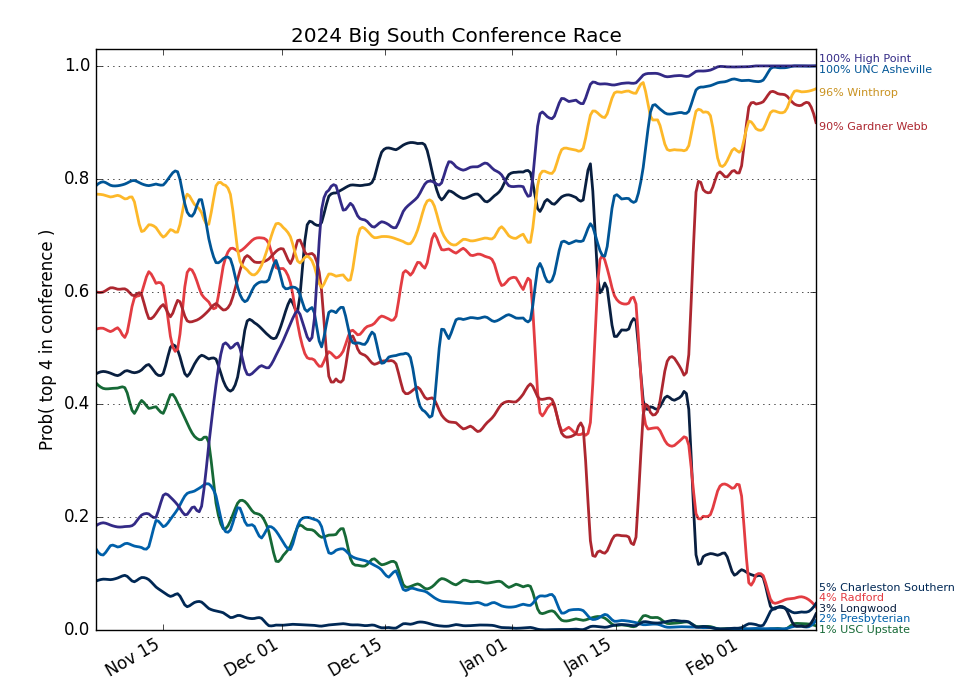 2024 Big South Conference Race
Prob( top 4 in conference )
1.0
0.8
0.6
0.4
0.2
0.0
Nov 15
Dec 01
Dec 15
Jan 01
Jan 15
Feb 01
100% High Point
100% UNC Asheville
96% Winthrop
90% Gardner Webb
5% Charleston Southern
4% Radford
3% Longwood
2% Presbyterian
1% USC Upstate